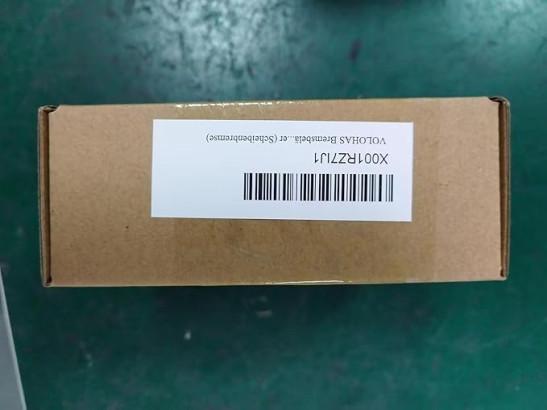 X001RZ7IJ1
VOLOHAS Bremsbelä...er (Scheibenbremse)